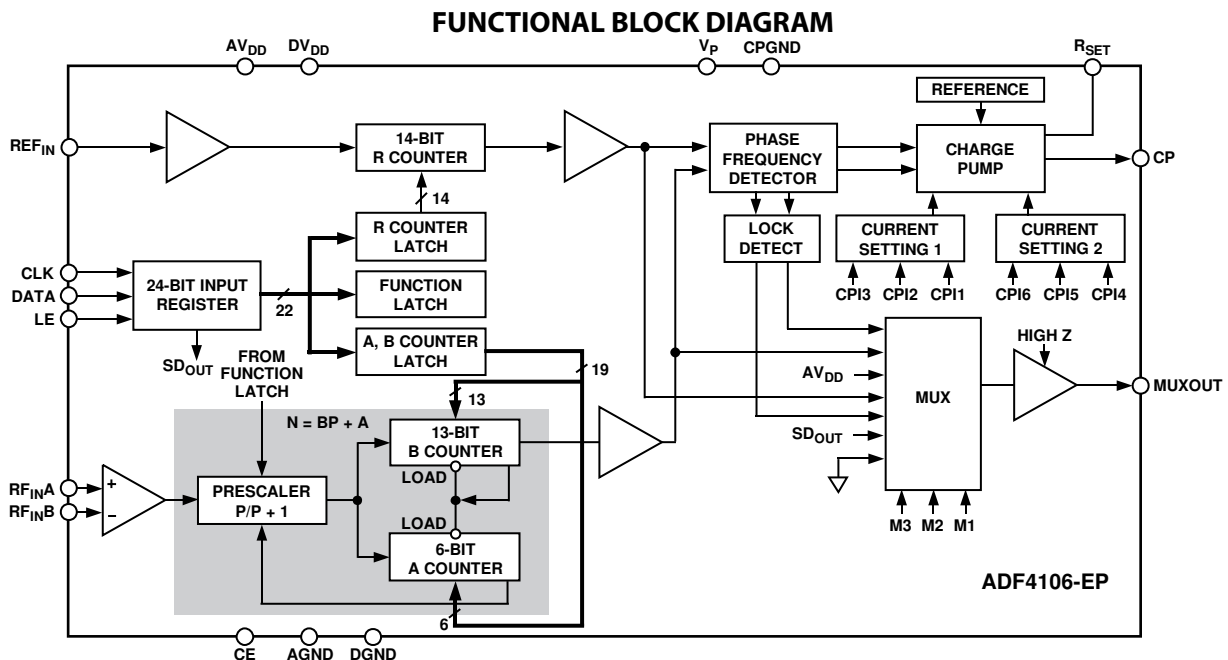 FUNCTIONAL BLOCK DIAGRAM
AVDD DVDD VP CPGND RSET
REFERENCE
REFIN
14-BIT
R COUNTER
PHASE
FREQUENCY
DETECTOR
CHARGE
PUMP
CP
14
R COUNTER
LATCH
LOCK
DETECT
CURRENT
SETTING 1
CURRENT
SETTING 2
CLK
DATA
LE
24-BIT INPUT
REGISTER
22
FUNCTION
LATCH
CPI3 CPI2 CPI1 CPI6 CPI5 CPI4
A, B COUNTER
LATCH
SDOUT
FROM
FUNCTION
LATCH
19
13
HIGH Z
AVDD
MUX
MUXOUT
SDOUT
N = BP + A
13-BIT
B COUNTER
LOAD
RFINA
RFINB
+
–
PRESCALER
P/P + 1
LOAD
6-BIT
A COUNTER
M3 M2 M1
6
ADF4106-EP
CE AGND DGND